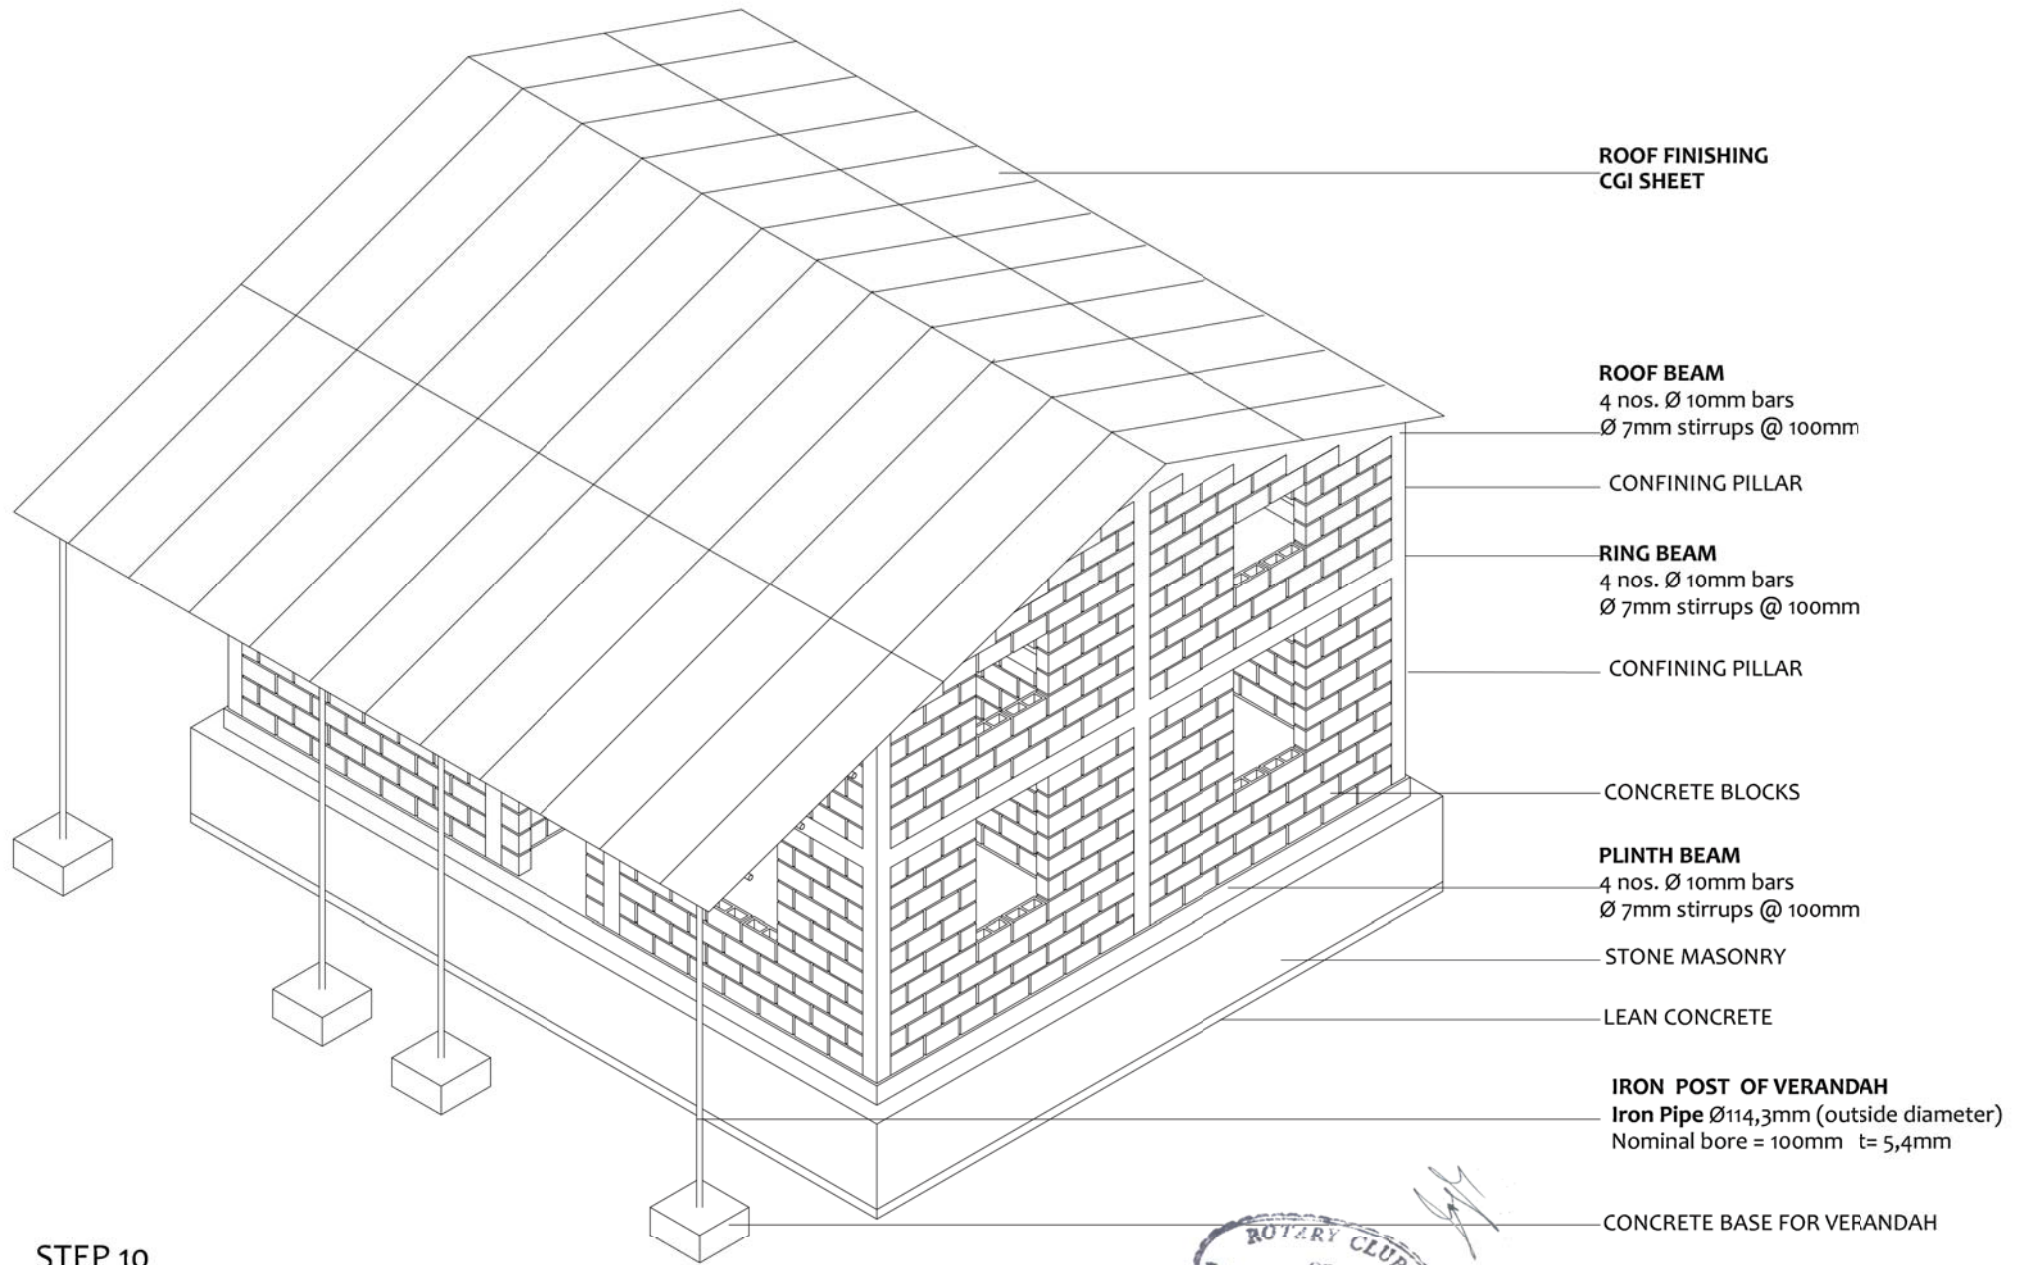 ROOF FINISHING
CGI SHEET
ROOF BEAM
4 nos. Ø 10mm bars
Ø 7mm stirrups @ 100mm
CONFINING PILLAR
RING BEAM
4 nos. Ø 10mm bars
Ø 7mm stirrups @ 100mm
CONFINING PILLAR
CONCRETE BLOCKS
PLINTH BEAM
4 nos. Ø 10mm bars
Ø 7mm stirrups @ 100mm
STONE MASONRY
LEAN CONCRETE
IRON POST OF VERANDAH
Iron Pipe Ø114,3mm (outside diameter)
Nominal bore = 100mm t= 5,4mm
CONCRETE BASE FOR VERANDAH
ROTARY CLUB
STEP 10